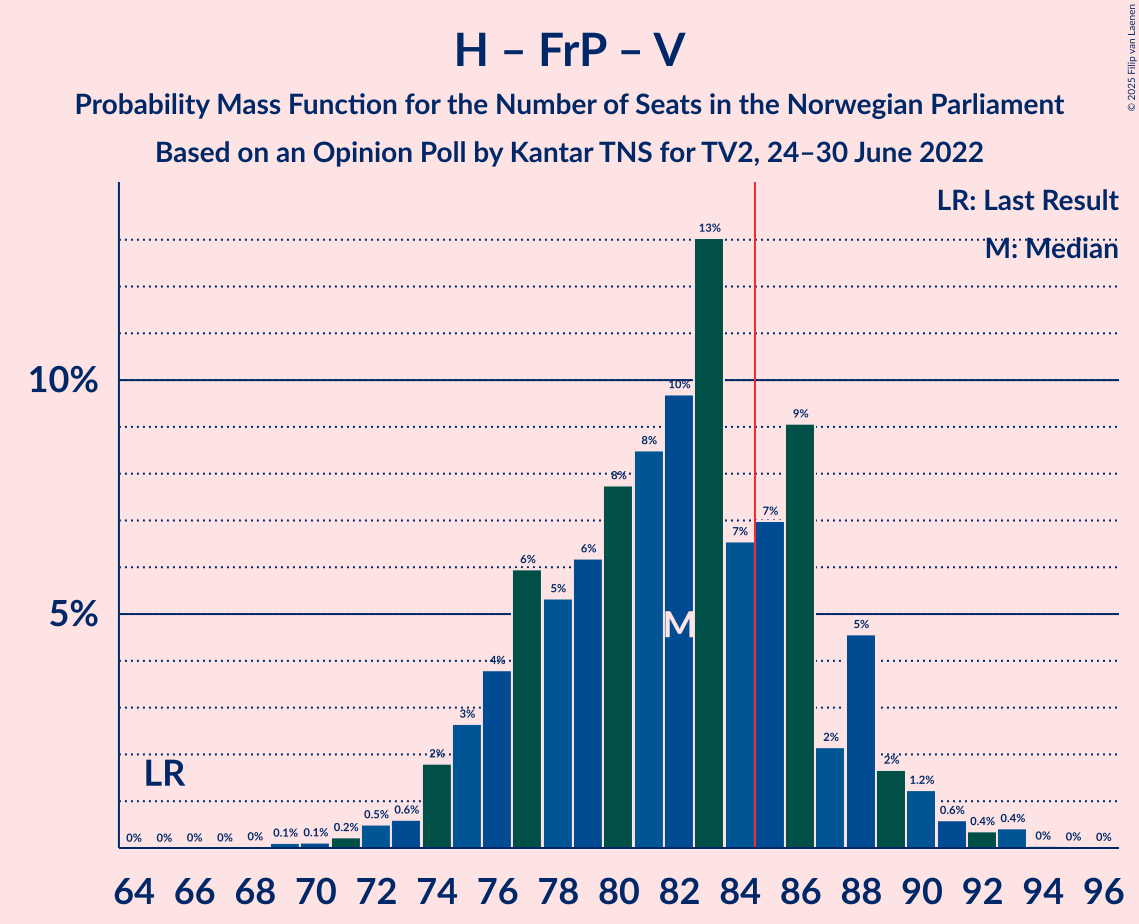 H – FrP – V
Probability Mass Function for the Number of Seats in the Norwegian Parliament
Based on an Opinion Poll by Kantar TNS for TV2, 24–30 June 2022
© 2025 Filip van Laenen
LR: Last Result
M: Median
10%
5%
0% 0% 0% 0% 0% 0.1% 0.1% 0.2% 0.5% 0.6% 2% 3% 4% 6% 5% 6% 8% 8% 10% 13% 7% 7% 9% 2% 5% 2% 1.2% 0.6% 0.4% 0.4% 0% 0% 0%
M
LR
64 66 68 70 72 74 76 78 80 82 84 86 88 90 92 94 96